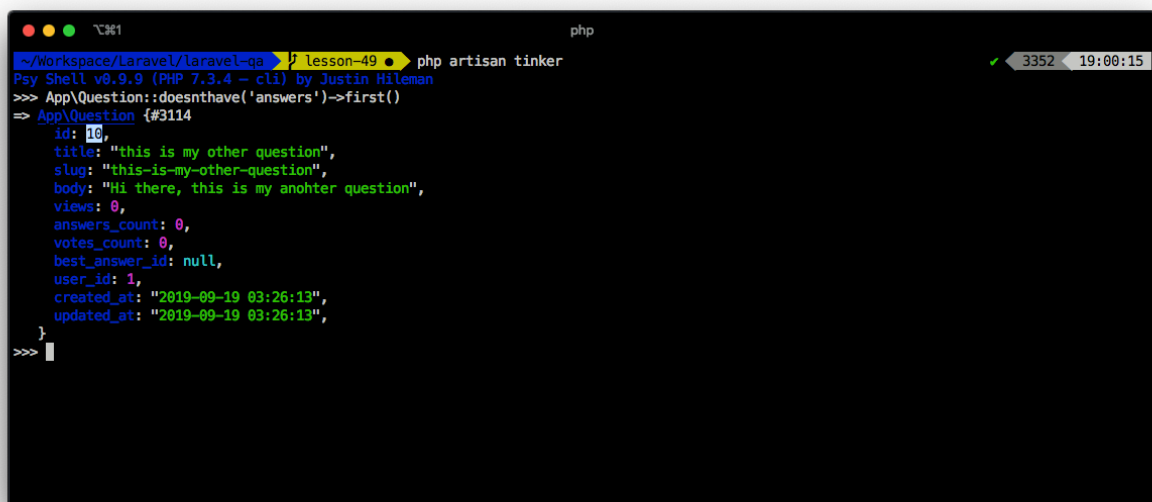 ⌥⌘1 php
~/Workspace/Laravel/laravel-qa lesson-49 ● php artisan tinker ✔ 3352 19:00:15
Psy Shell v0.9.9 (PHP 7.3.4 — cli) by Justin Hileman
>>> App\Question::doesnthave('answers')->first()
=> App\Question {#3114
id: 10,
title: "this is my other question",
slug: "this-is-my-other-question",
body: "Hi there, this is my anohter question",
views: 0,
answers_count: 0,
votes_count: 0,
best_answer_id: null,
user_id: 1,
created_at: "2019-09-19 03:26:13",
updated_at: "2019-09-19 03:26:13",
}
>>>